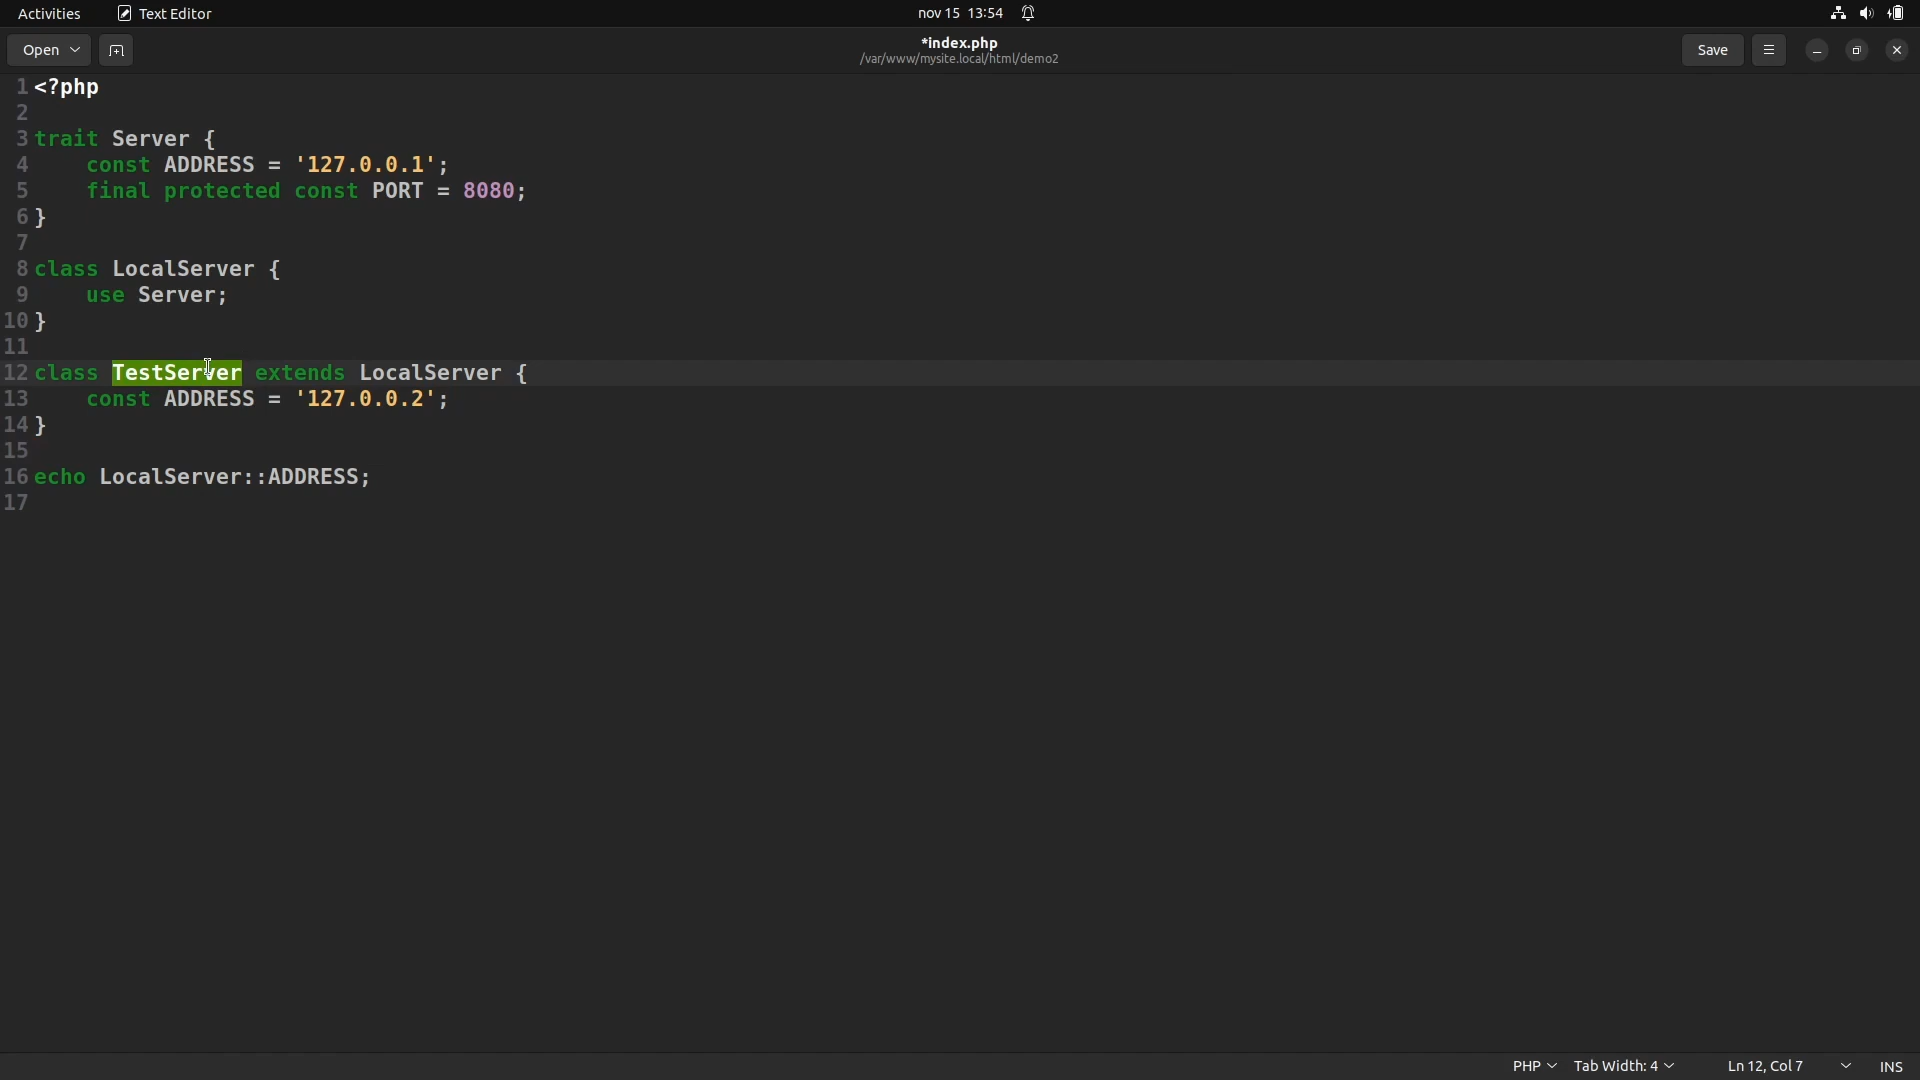 Activities Text Editor nov 15 13:54
Open *index.php Save
/var/www/mysite.local/html/demo2
1 <?php
2
3 trait Server {
4     const ADDRESS = '127.0.0.1';
5     final protected const PORT = 8080;
6 }
7
8 class LocalServer {
9     use Server;
10 }
11
12 class TestServer extends LocalServer {
13     const ADDRESS = '127.0.0.2';
14 }
15
16 echo LocalServer::ADDRESS;
17
PHP Tab Width: 4 Ln 12, Col 7 INS